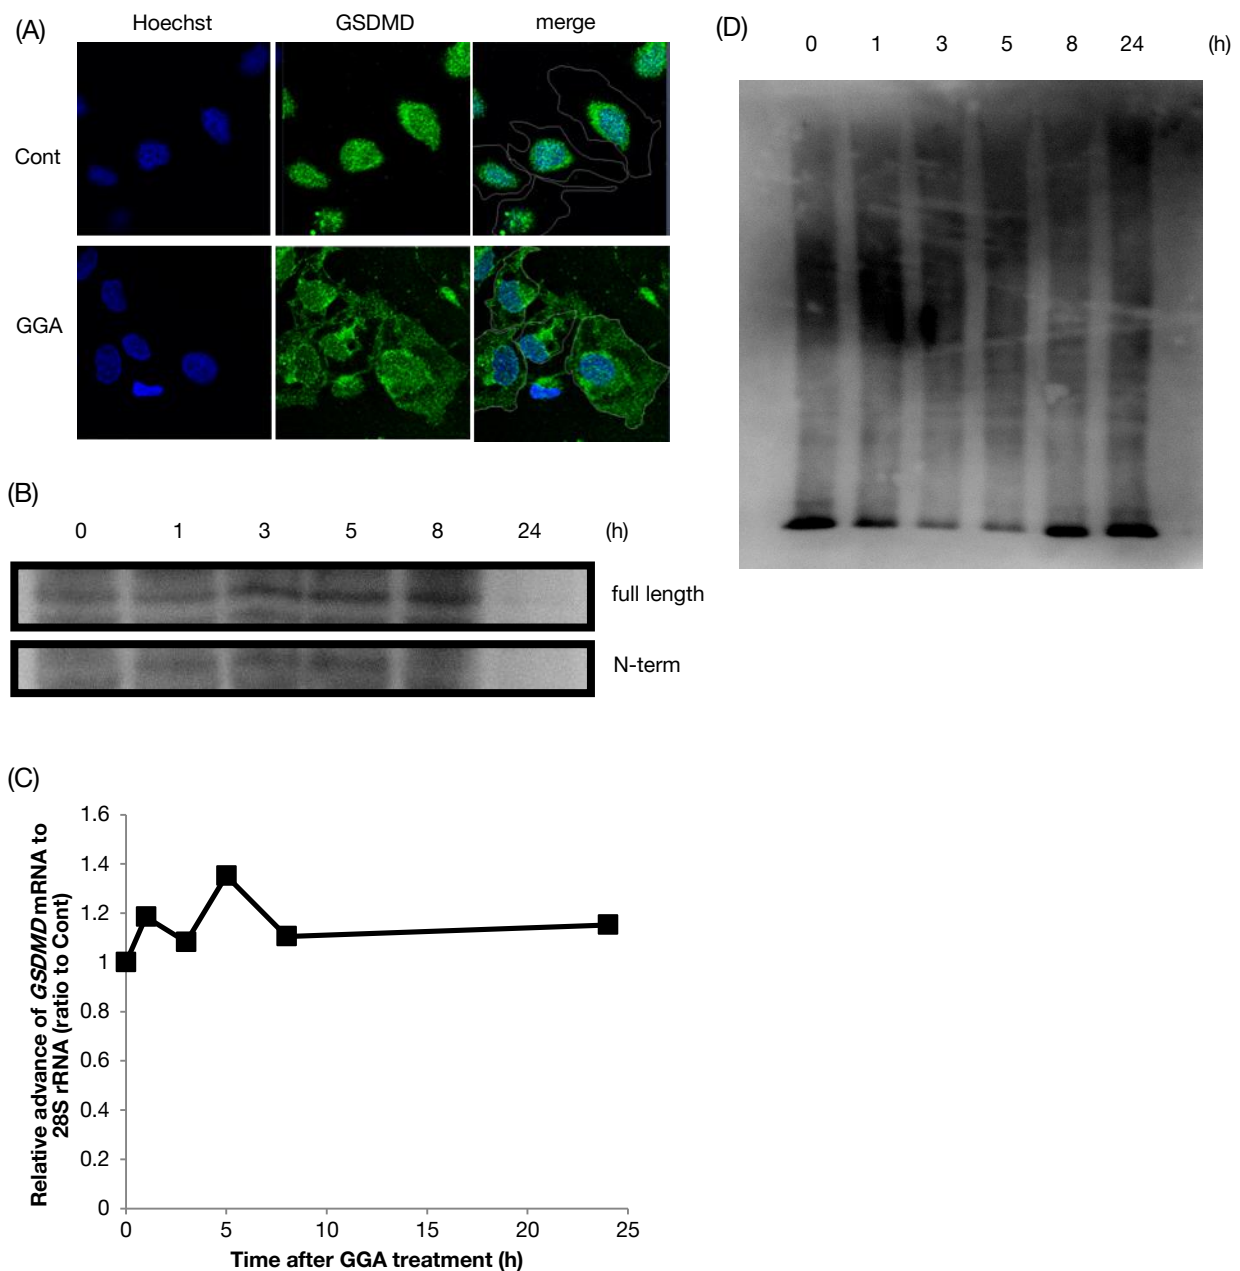 (A)
Hoechst GSDMD merge
Cont
GGA
(B)
0 1 3 5 8 24 (h)
full length
N-term
(C)
Relative advance of GSDMD mRNA to
28S rRNA (ratio to Cont)
1.6
1.4
1.2
1
0.8
0.6
0.4
0.2
0
0 5 10 15 20 25
Time after GGA treatment (h)
(D)
0 1 3 5 8 24 (h)